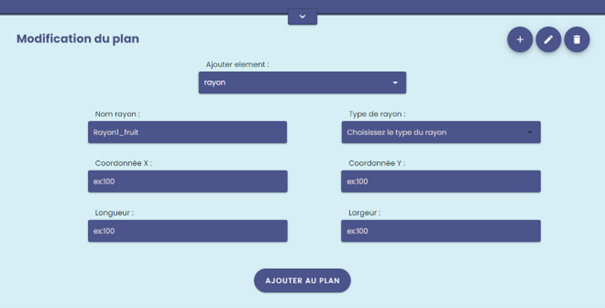 Modification du plan
Ajouter element :
rayon
Nom rayon :
Type de rayon :
Rayon1_fruit
Choisissez le type du rayon
Coordonnée X :
Coordonnée Y :
ex:100
ex:100
Longueur :
Largeur :
ex:100
ex:100
AJOUTER AU PLAN